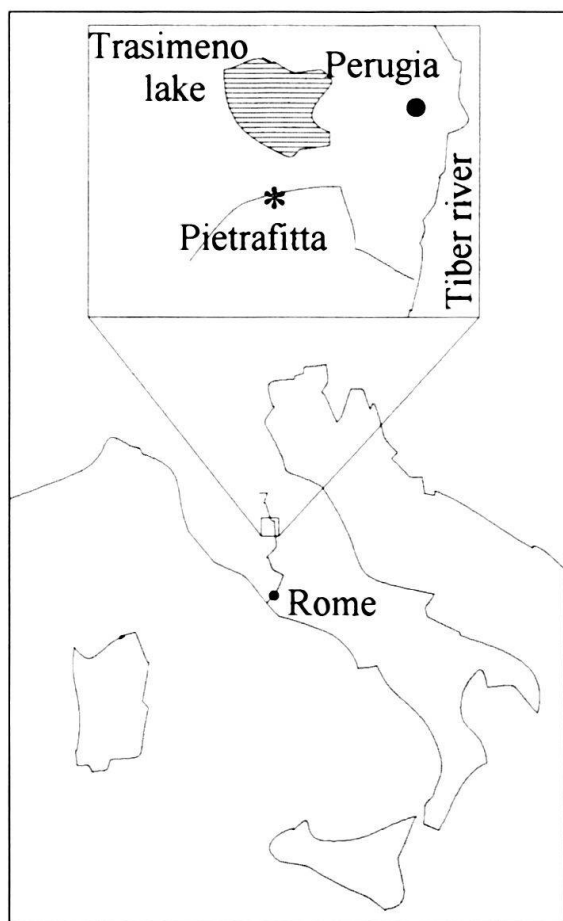 Trasimeno
lake
Perugia
Pietrafitta
Tiber river
Rome